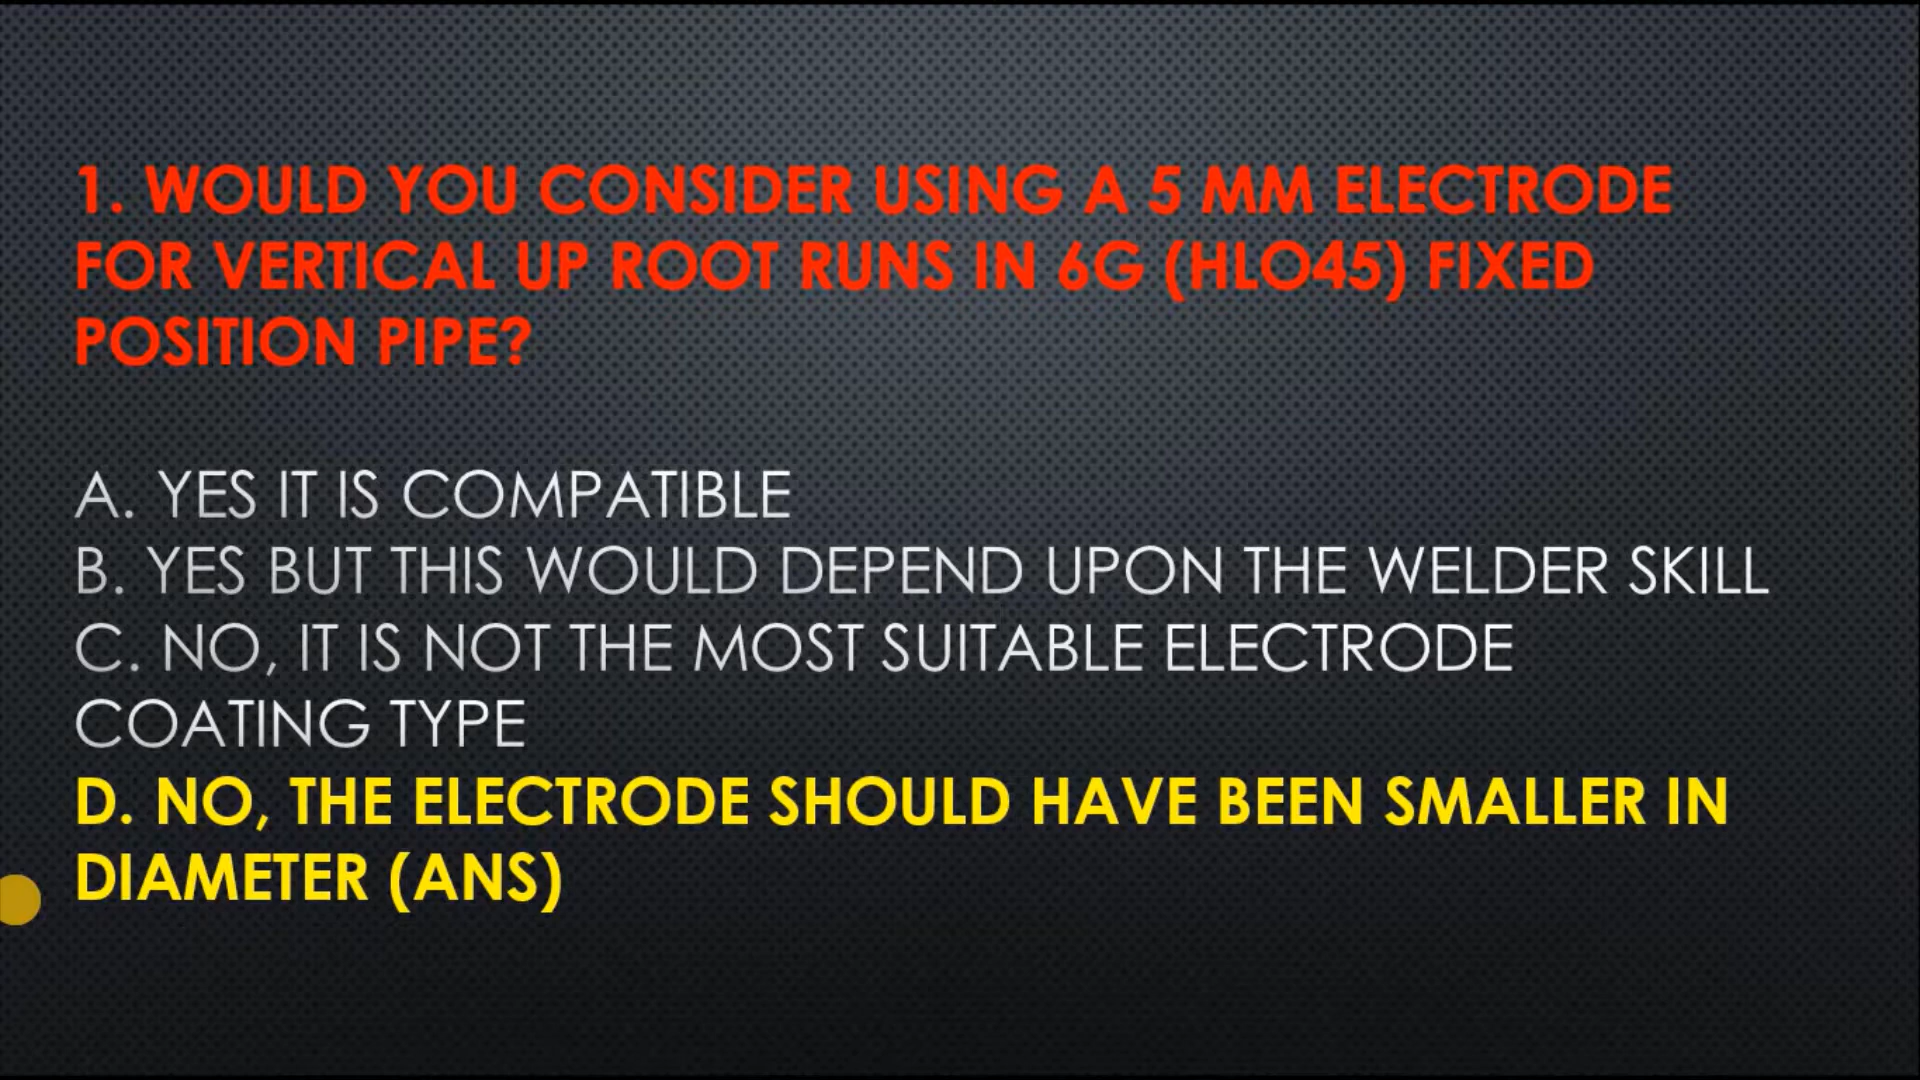 1. WOULD YOU CONSIDER USING A 5 MM ELECTRODE
FOR VERTICAL UP ROOT RUNS IN 6G (HLO45) FIXED
POSITION PIPE?
A. YES IT IS COMPATIBLE
B. YES BUT THIS WOULD DEPEND UPON THE WELDER SKILL
C. NO, IT IS NOT THE MOST SUITABLE ELECTRODE
COATING TYPE
D. NO, THE ELECTRODE SHOULD HAVE BEEN SMALLER IN
DIAMETER (ANS)